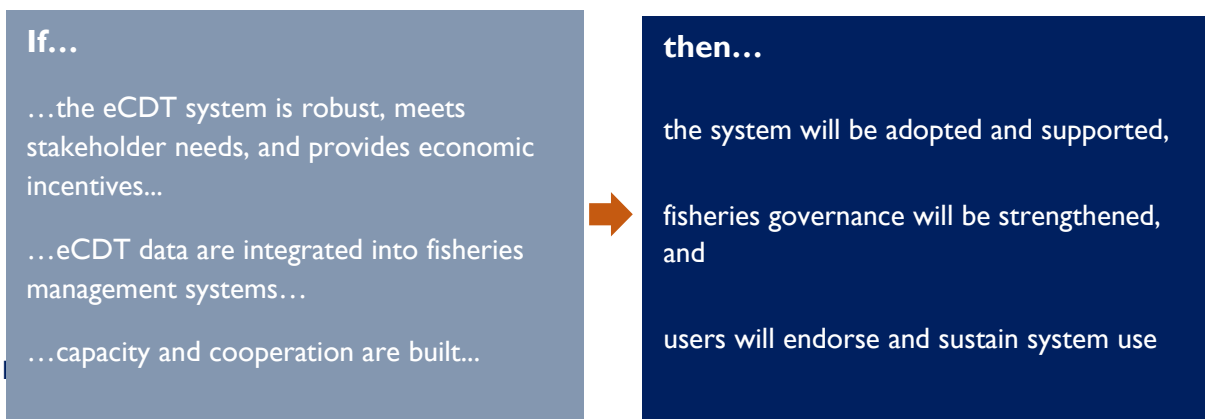 If…
…the eCDT system is robust, meets
stakeholder needs, and provides economic
incentives...
…eCDT data are integrated into fisheries
management systems…
…capacity and cooperation are built...
then…
the system will be adopted and supported,
fisheries governance will be strengthened,
and
users will endorse and sustain system use